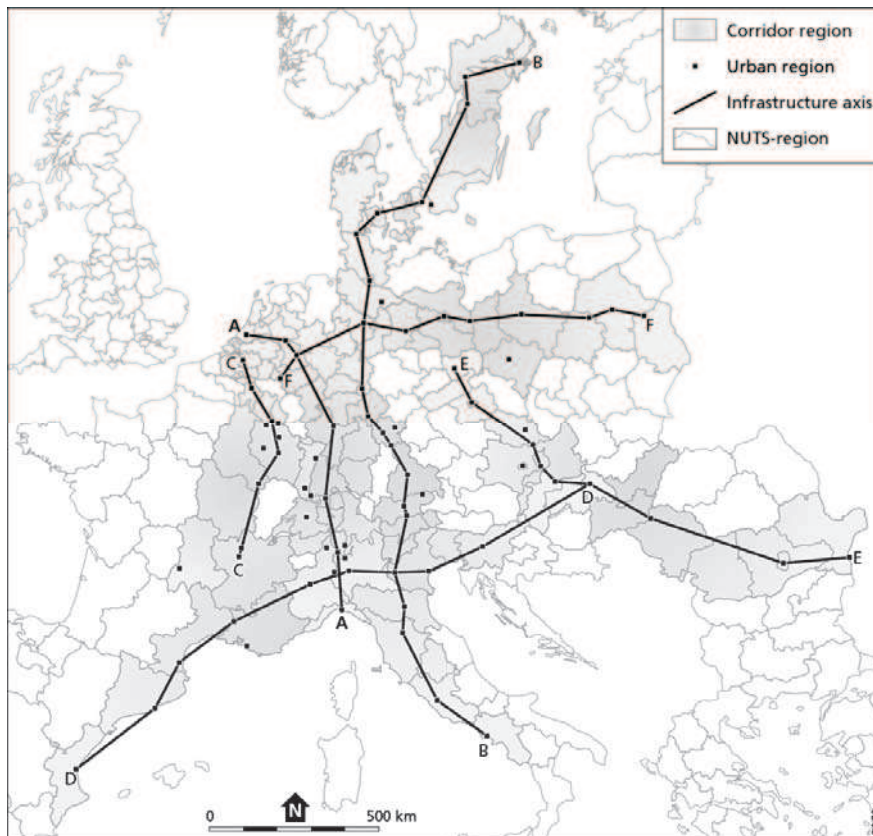 Corridor region
Urban region
Infrastructure axis
NUTS-region
B
A
C
F
E
F
D
E
C
A
B
D
N
0 500 km